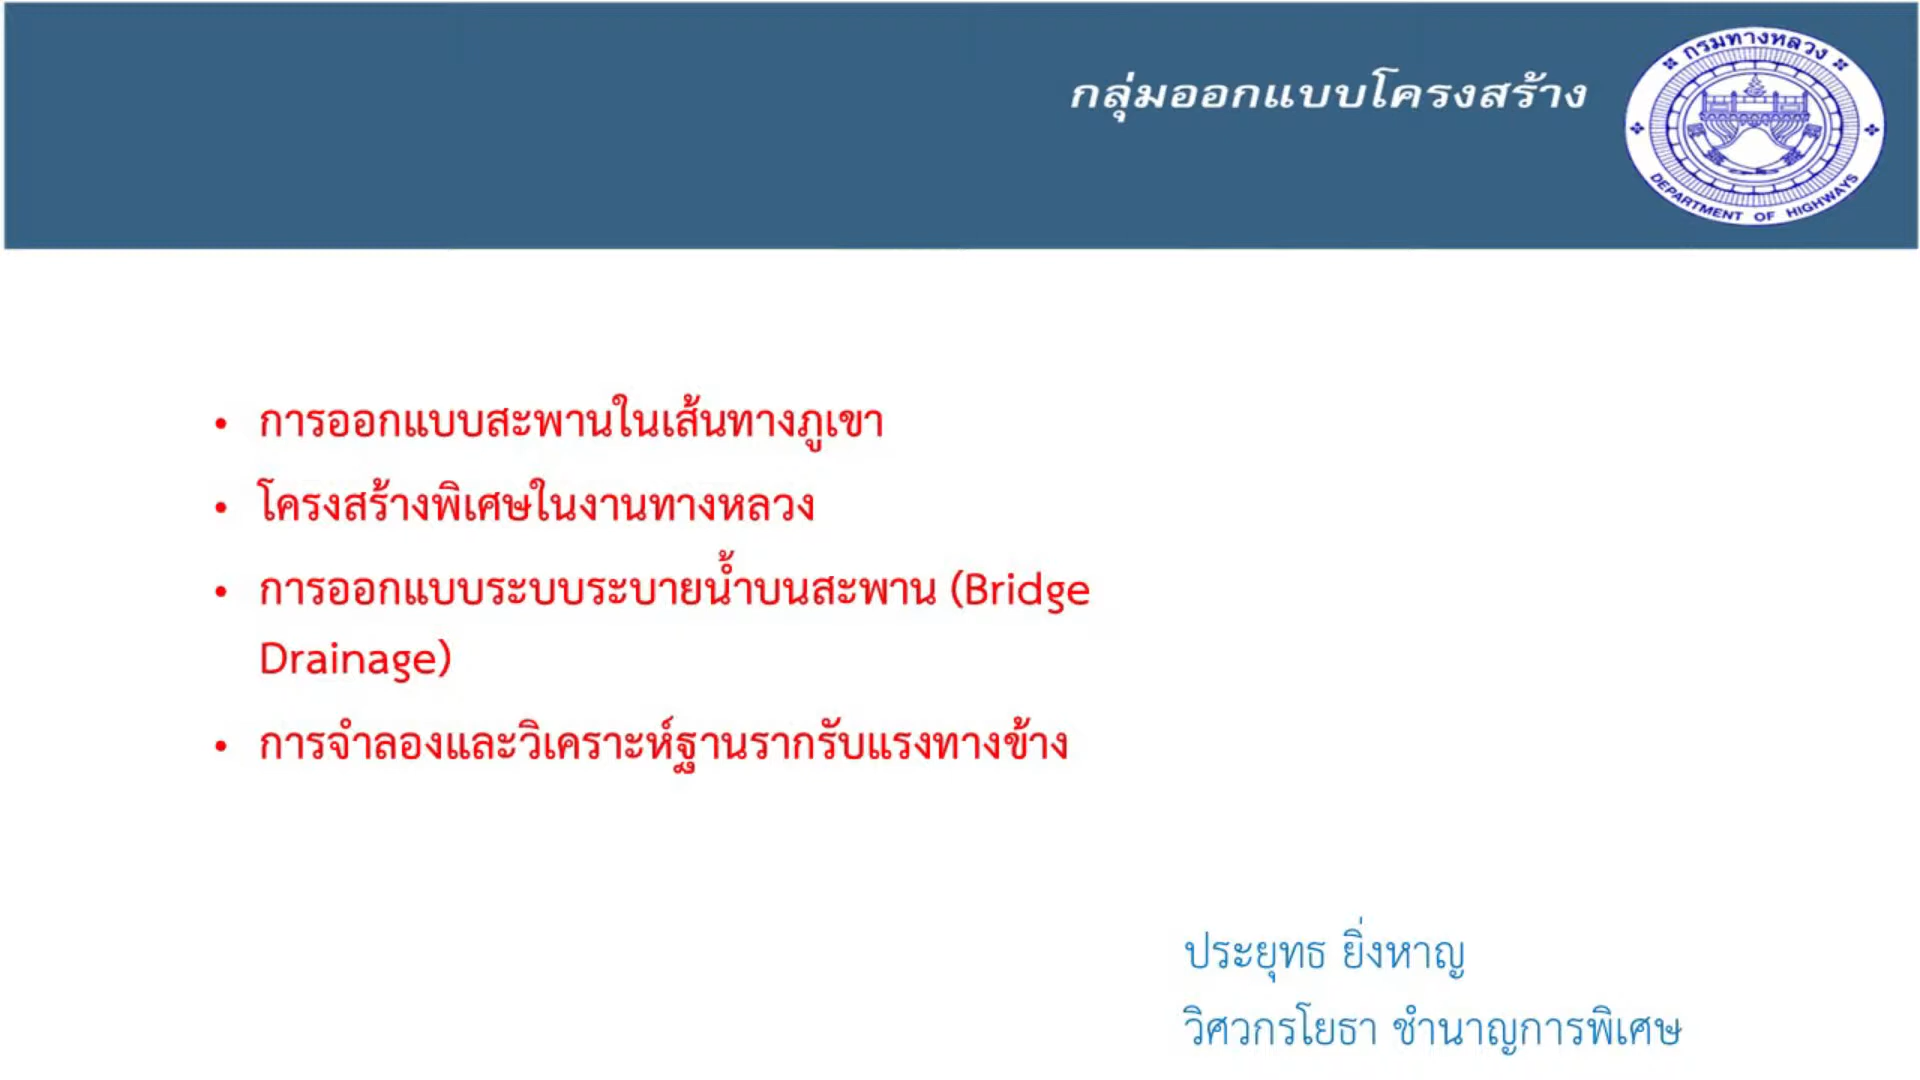 กลุ่มออกแบบโครงสร้าง
กรมทางหลวง
DEPARTMENT OF HIGHWAYS
• การออกแบบสะพานในเส้นทางภูเขา
• โครงสร้างพิเศษในงานทางหลวง
• การออกแบบระบบระบายน้ำบนสะพาน (Bridge
Drainage)
• การจำลองและวิเคราะห์ฐานรากรับแรงทางข้าง
ประยุทธ ยิ่งหาญ
วิศวกรโยธา ชำนาญการพิเศษ